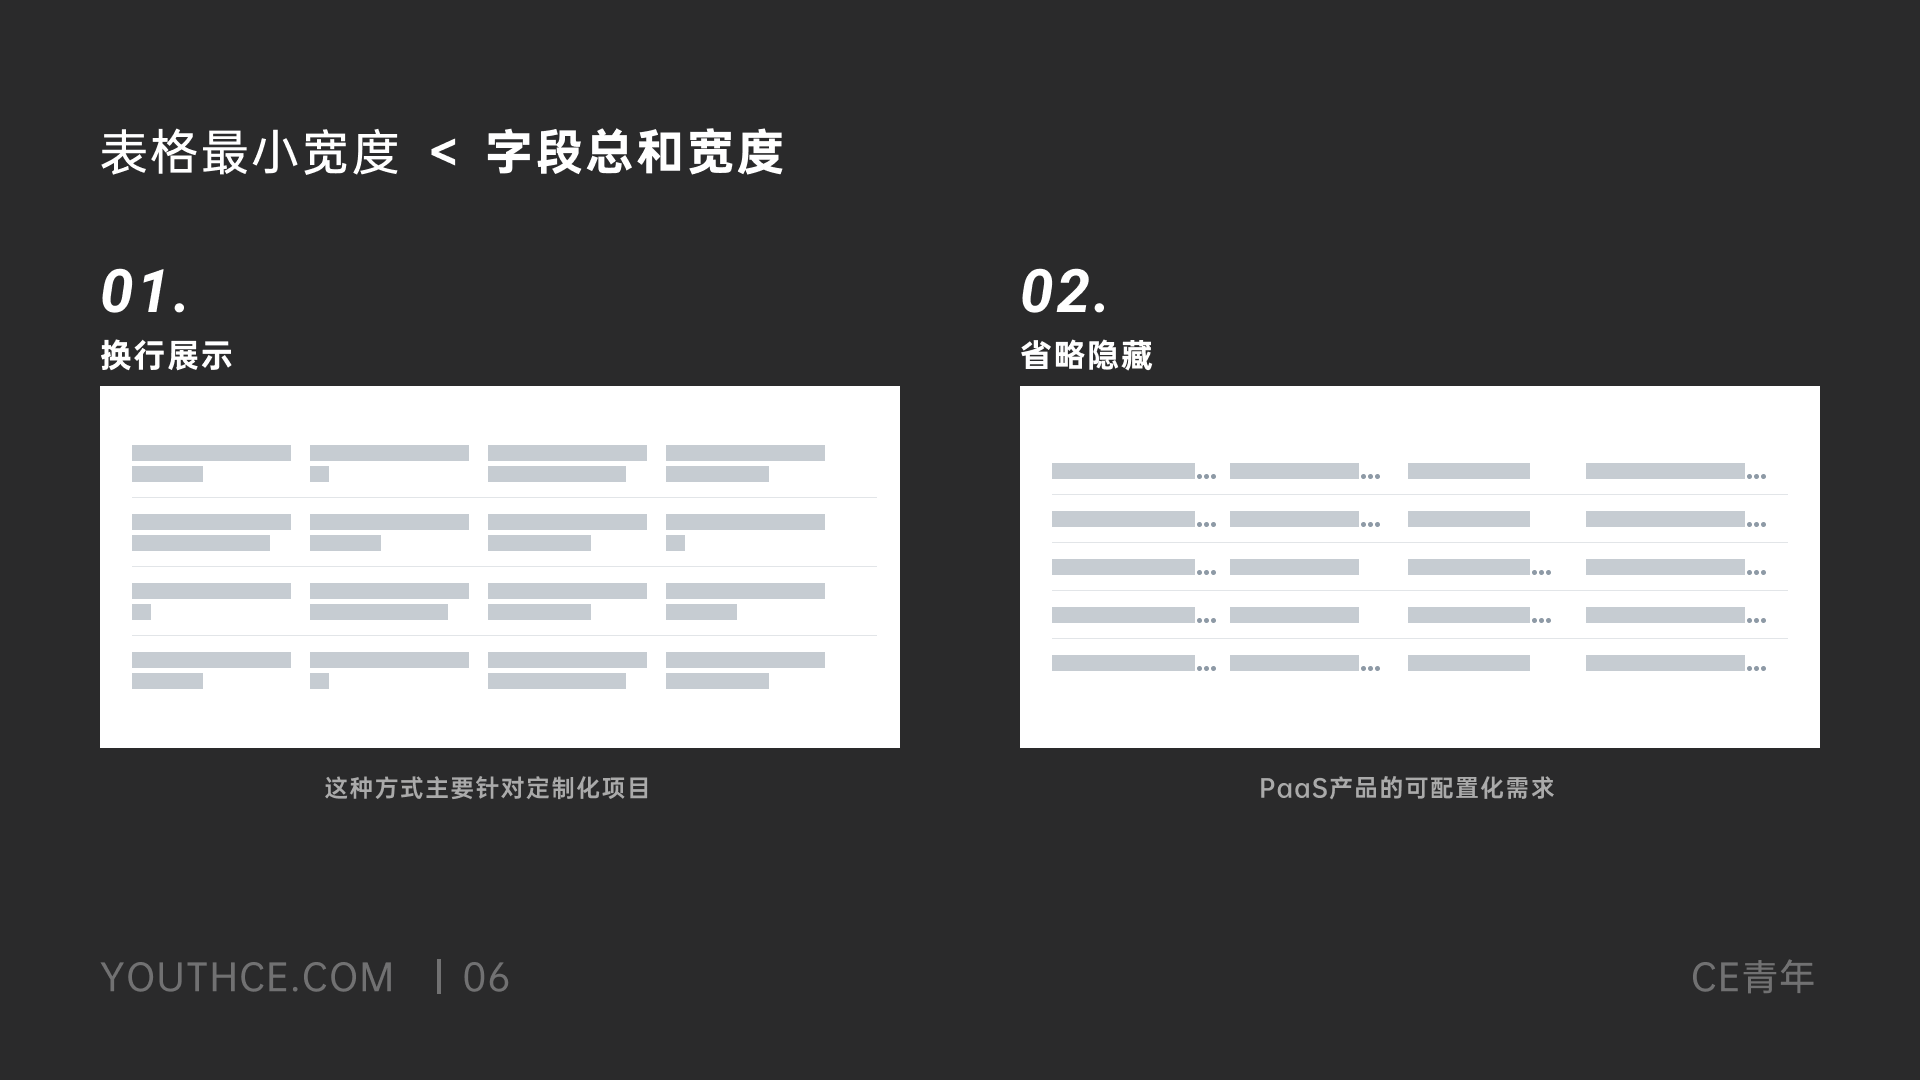 表格最小宽度 < 字段总和宽度
01.
换行展示
这种方式主要针对定制化项目
02.
省略隐藏
PaaS产品的可配置化需求
YOUTHCE.COM | 06
CE青年